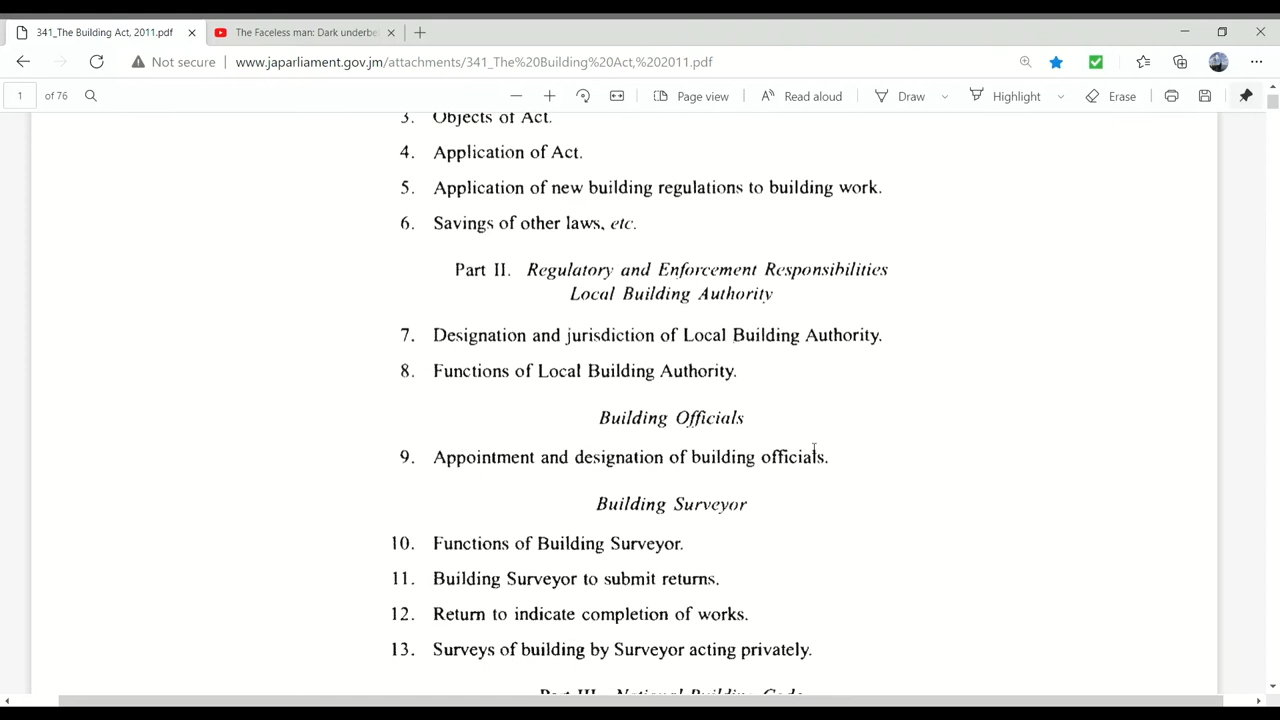 341_The Building Act, 2011.pdf
The Faceless man: Dark underbe
Not secure
www.japarliament.gov.jm/attachments/341_The%20Building%20Act,%202011.pdf
1 of 76
Page view
Read aloud
Draw
Highlight
Erase
3. Objects of Act.
4. Application of Act.
5. Application of new building regulations to building work.
6. Savings of other laws, etc.
Part II. Regulatory and Enforcement Responsibilities
Local Building Authority
7. Designation and jurisdiction of Local Building Authority.
8. Functions of Local Building Authority.
Building Officials
9. Appointment and designation of building officials.
Building Surveyor
10. Functions of Building Surveyor.
11. Building Surveyor to submit returns.
12. Return to indicate completion of works.
13. Surveys of building by Surveyor acting privately.
Part III. National Building Code